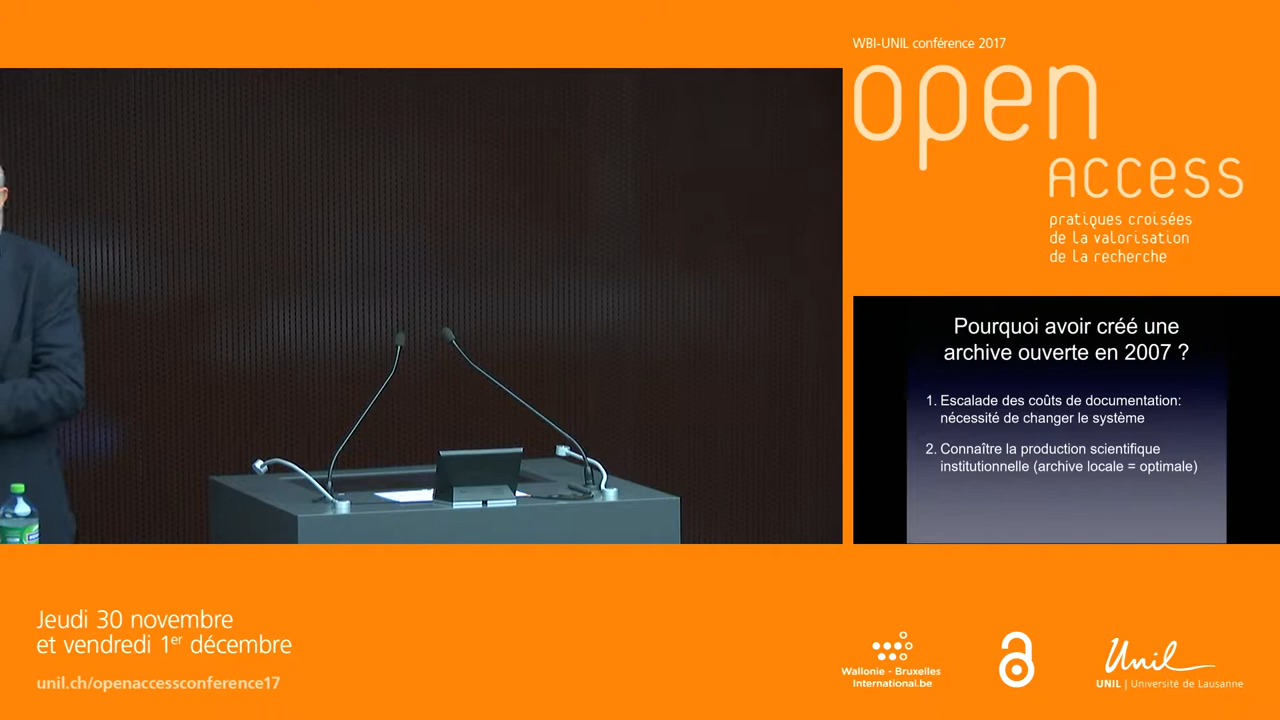 WBI-UNIL conférence 2017
open
access
pratiques croisées
de la valorisation
de la recherche
Pourquoi avoir créé une
archive ouverte en 2007 ?
1. Escalade des coûts de documentation:
nécessité de changer le système
2. Connaître la production scientifique
institutionnelle (archive locale = optimale)
Jeudi 30 novembre
et vendredi 1er décembre
unil.ch/openaccessconference17
Wallonie - Bruxelles
International.be
Unil
UNIL | Université de Lausanne